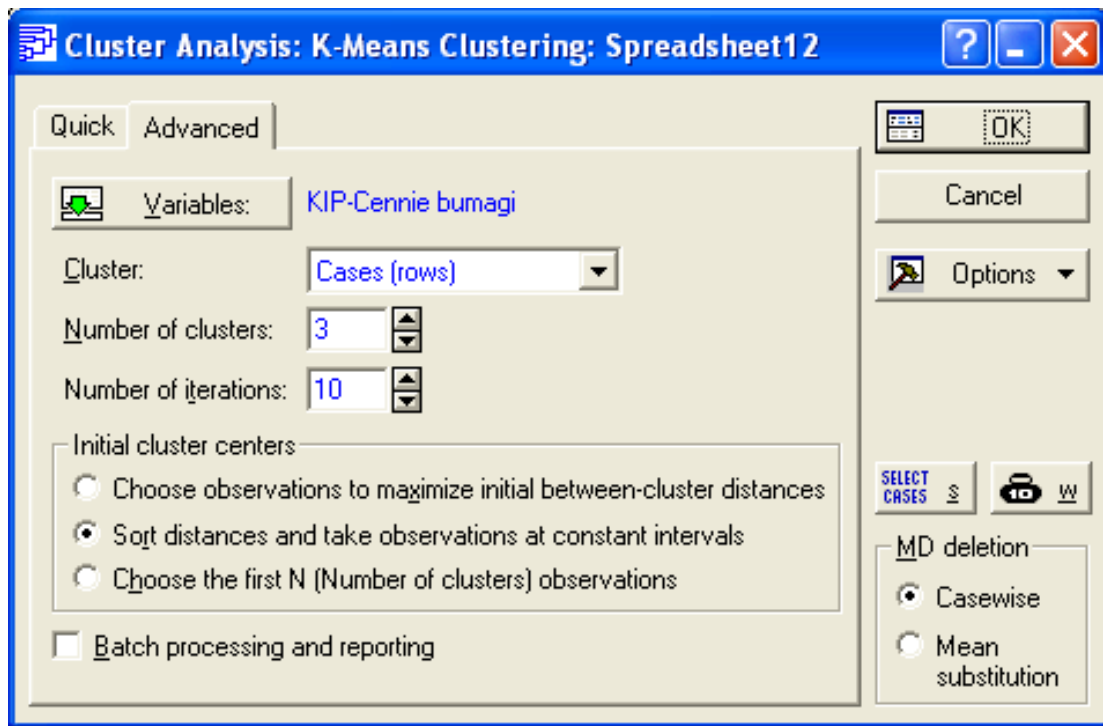 Cluster Analysis: K-Means Clustering: Spreadsheet12
Quick Advanced
Variables: KIP-Cennie bumagi
Cluster: Cases (rows)
Number of clusters: 3
Number of iterations: 10
Initial cluster centers
Choose observations to maximize initial between-cluster distances
Sort distances and take observations at constant intervals
Choose the first N (Number of clusters) observations
Batch processing and reporting
OK
Cancel
Options
SELECT CASES S
W
MD deletion
Casewise
Mean
substitution